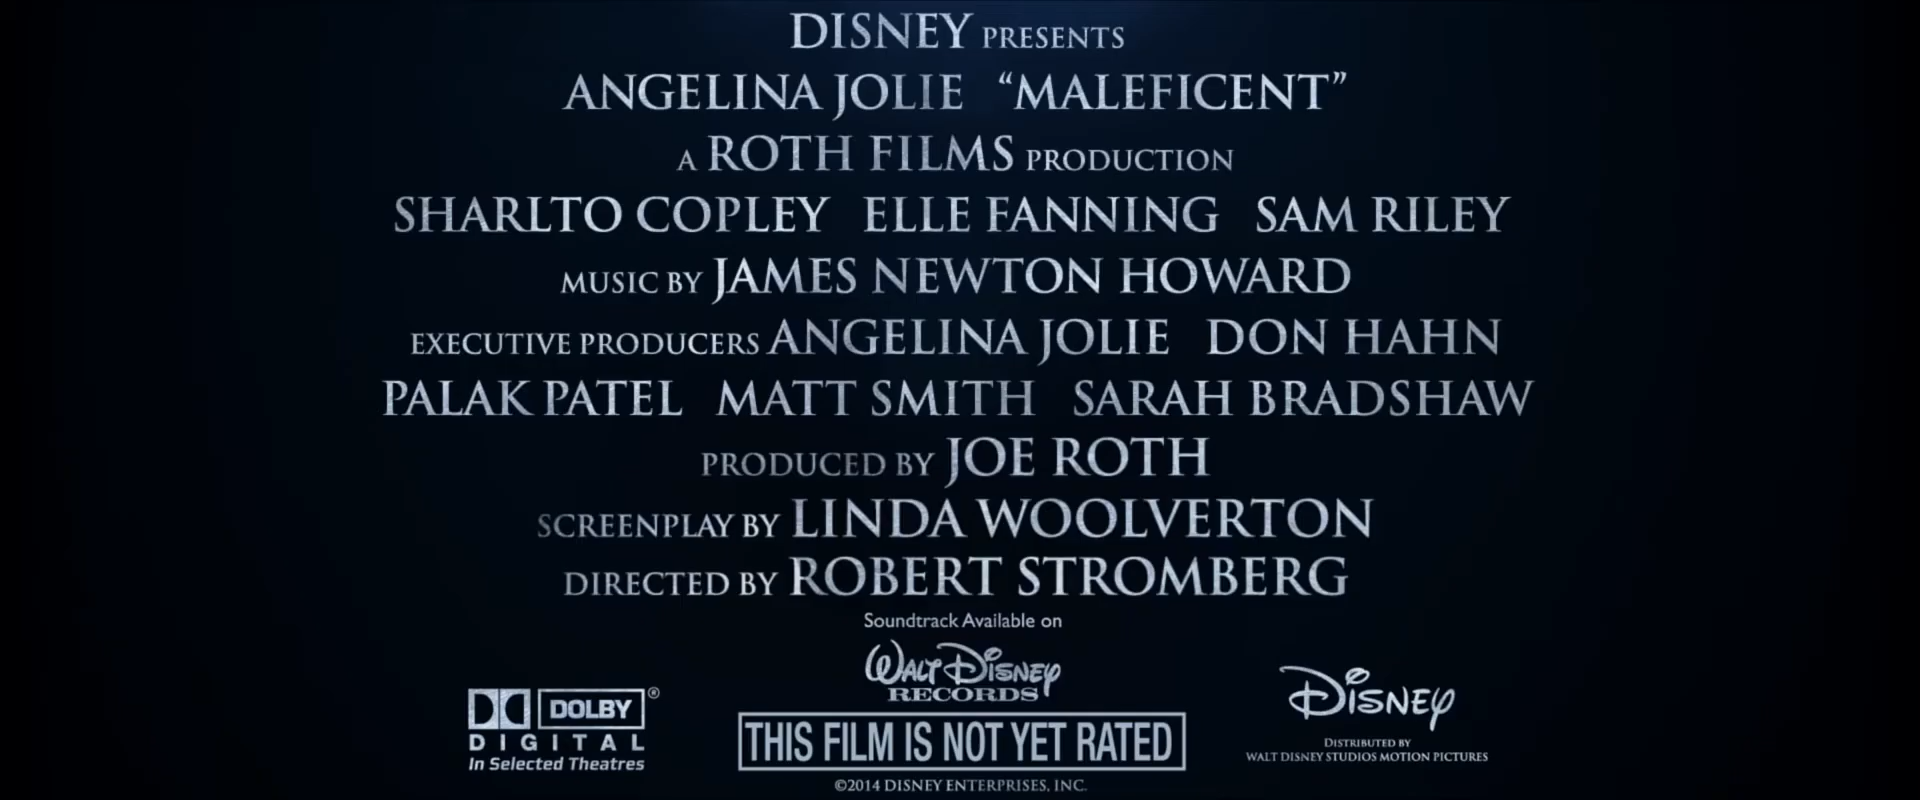 DISNEY PRESENTS
ANGELINA JOLIE “MALEFICENT”
A ROTH FILMS PRODUCTION
SHARLTO COPLEY ELLE FANNING SAM RILEY
MUSIC BY JAMES NEWTON HOWARD
EXECUTIVE PRODUCERS ANGELINA JOLIE DON HAHN
PALAK PATEL MATT SMITH SARAH BRADSHAW
PRODUCED BY JOE ROTH
SCREENPLAY BY LINDA WOOLVERTON
DIRECTED BY ROBERT STROMBERG
Soundtrack Available on
WALT DISNEY
RECORDS
DOLBY®
DIGITAL
In Selected Theatres
THIS FILM IS NOT YET RATED
©2014 DISNEY ENTERPRISES, INC.
DISNEY
DISTRIBUTED BY
WALT DISNEY STUDIOS MOTION PICTURES